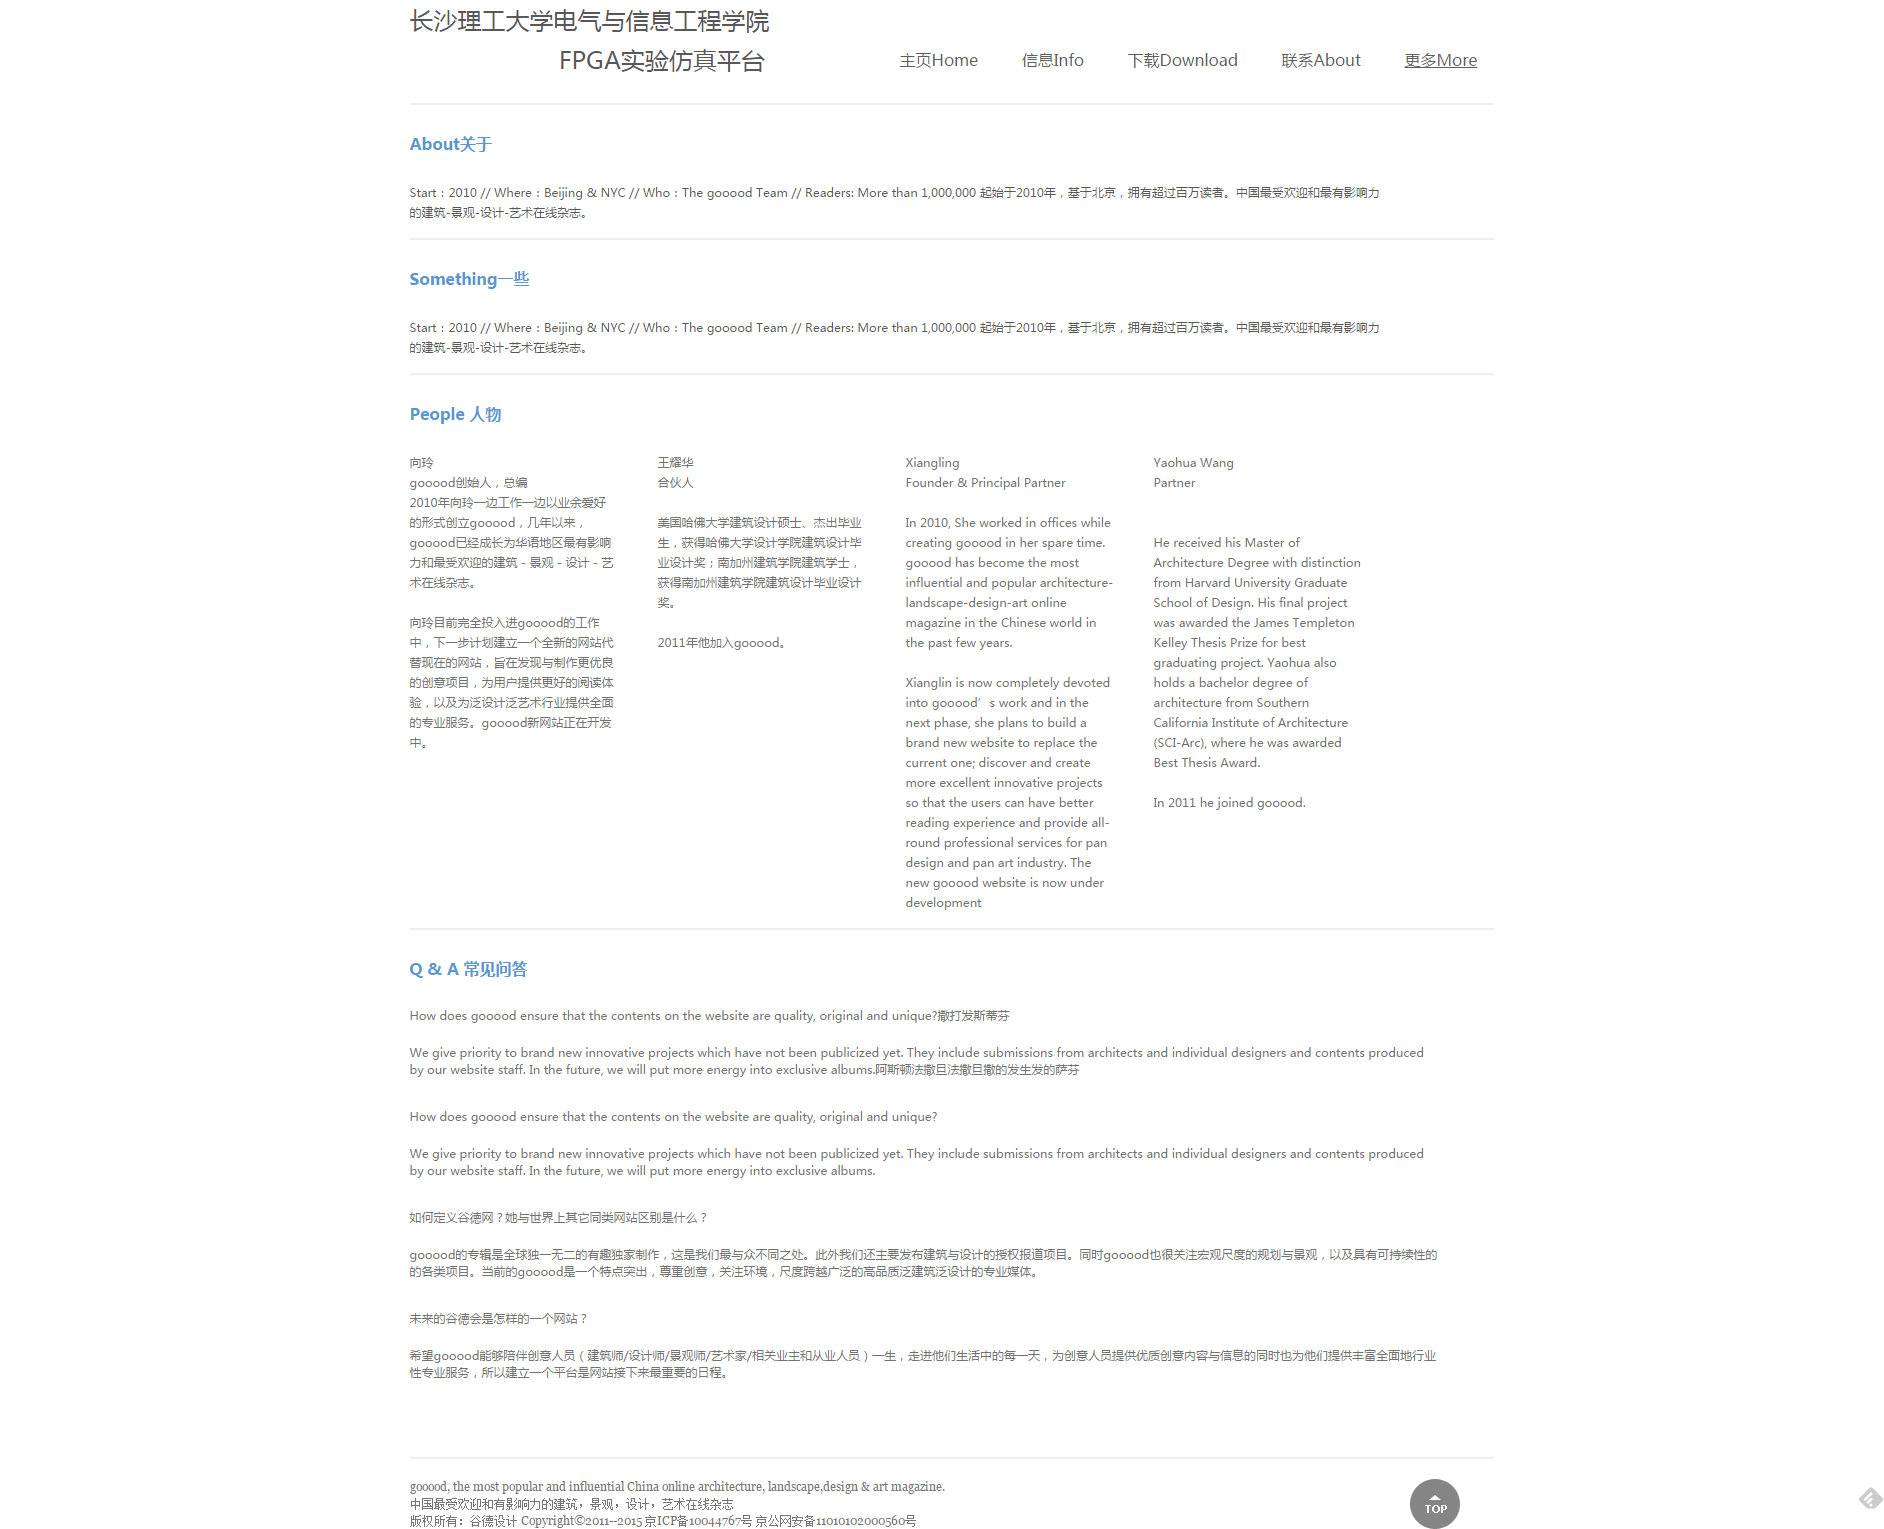 长沙理工大学电气与信息工程学院
FPGA实验仿真平台
主页Home 信息Info 下载Download 联系About 更多More
About关于
Start：2010 // Where：Beijing & NYC // Who：The gooood Team // Readers: More than 1,000,000 起始于2010年，基于北京，拥有超过百万读者。中国最受欢迎和最有影响力
的建筑-景观-设计-艺术在线杂志。
Something一些
Start：2010 // Where：Beijing & NYC // Who：The gooood Team // Readers: More than 1,000,000 起始于2010年，基于北京，拥有超过百万读者。中国最受欢迎和最有影响力
的建筑-景观-设计-艺术在线杂志。
People 人物
向玲
gooood创始人，总编
2010年向玲一边工作一边以业余爱好
的形式创立gooood，几年以来，
gooood已经成长为华语地区最有影响
力和最受欢迎的建筑－景观－设计－艺
术在线杂志。
向玲目前完全投入进gooood的工作
中，下一步计划建立一个全新的网站代
替现在的网站，旨在发现与制作更优良
的创意项目，为用户提供更好的阅读体
验，以及为泛设计泛艺术行业提供全面
的专业服务。gooood新网站正在开发
中。
王耀华
合伙人
美国哈佛大学建筑设计硕士、杰出毕业
生，获得哈佛大学设计学院建筑设计毕
业设计奖；南加州建筑学院建筑学士，
获得南加州建筑学院建筑设计毕业设计
奖。
2011年他加入gooood。
Xiangling
Founder & Principal Partner
In 2010, She worked in offices while
creating gooood in her spare time.
gooood has become the most
influential and popular architecture-
landscape-design-art online
magazine in the Chinese world in
the past few years.
Xianglin is now completely devoted
into gooood’s work and in the
next phase, she plans to build a
brand new website to replace the
current one; discover and create
more excellent innovative projects
so that the users can have better
reading experience and provide all-
round professional services for pan
design and pan art industry. The
new gooood website is now under
development
Yaohua Wang
Partner
He received his Master of
Architecture Degree with distinction
from Harvard University Graduate
School of Design. His final project
was awarded the James Templeton
Kelley Thesis Prize for best
graduating project. Yaohua also
holds a bachelor degree of
architecture from Southern
California Institute of Architecture
(SCI-Arc), where he was awarded
Best Thesis Award.
In 2011 he joined gooood.
Q & A 常见问答
How does gooood ensure that the contents on the website are quality, original and unique?撒打发斯蒂芬
We give priority to brand new innovative projects which have not been publicized yet. They include submissions from architects and individual designers and contents produced
by our website staff. In the future, we will put more energy into exclusive albums.阿斯顿法撒旦法撒旦撒的发生发的萨芬
How does gooood ensure that the contents on the website are quality, original and unique?
We give priority to brand new innovative projects which have not been publicized yet. They include submissions from architects and individual designers and contents produced
by our website staff. In the future, we will put more energy into exclusive albums.
如何定义谷德网？她与世界上其它同类网站区别是什么？
gooood的专辑是全球独一无二的有趣独家制作，这是我们最与众不同之处。此外我们还主要发布建筑与设计的授权报道项目。同时gooood也很关注宏观尺度的规划与景观，以及具有可持续性的
的各类项目。当前的gooood是一个特点突出，尊重创意，关注环境，尺度跨越广泛的高品质泛建筑泛设计的专业媒体。
未来的谷德会是怎样的一个网站？
希望gooood能够陪伴创意人员（建筑师/设计师/景观师/艺术家/相关业主和从业人员）一生，走进他们生活中的每一天，为创意人员提供优质创意内容与信息的同时也为他们提供丰富全面地行业
性专业服务，所以建立一个平台是网站接下来最重要的日程。
gooood, the most popular and influential China online architecture, landscape,design & art magazine.
中国最受欢迎和有影响力的建筑，景观，设计，艺术在线杂志
版权所有：谷德设计 Copyright©2011--2015 京ICP备10044767号 京公网安备11010102000560号
TOP